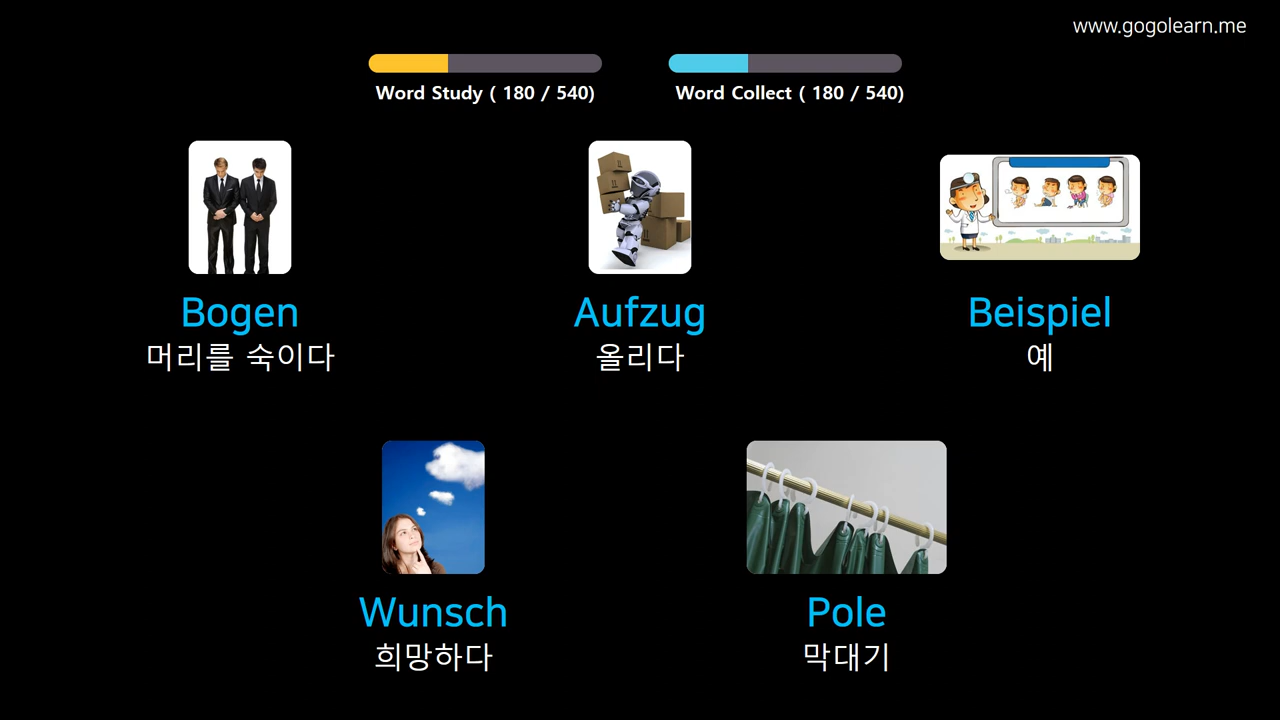 www.gogolearn.me
Word Study ( 180 / 540)
Word Collect ( 180 / 540)
Bogen
머리를 숙이다
Aufzug
올리다
Beispiel
예
Wunsch
희망하다
Pole
막대기